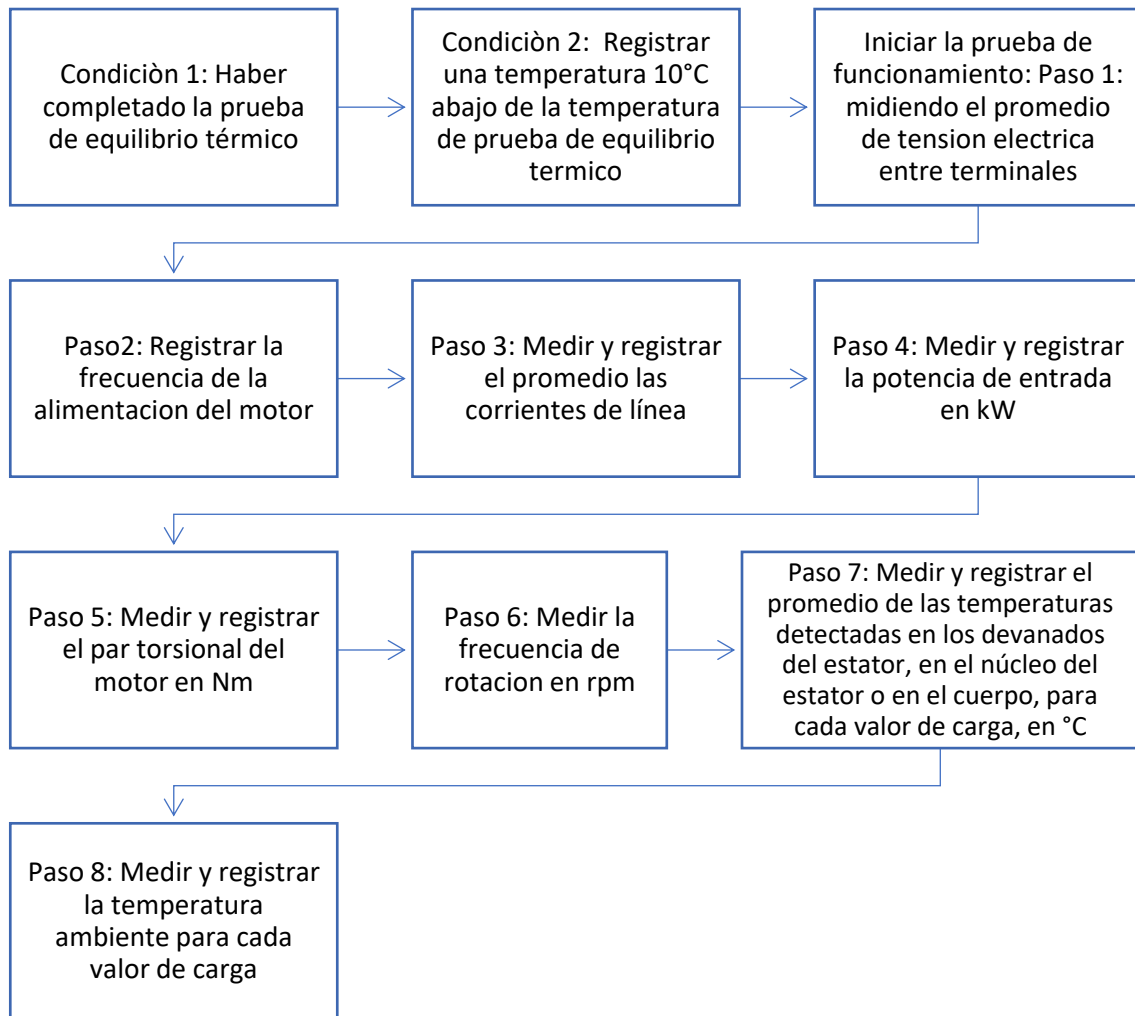 Condiciòn 1: Haber
completado la prueba
de equilibrio térmico
Condiciòn 2:  Registrar
una temperatura 10°C
abajo de la temperatura
de prueba de equilibrio
termico
Iniciar la prueba de
funcionamiento: Paso 1:
midiendo el promedio
de tension electrica
entre terminales
Paso2: Registrar la
frecuencia de la
alimentacion del motor
Paso 3: Medir y registrar
el promedio las
corrientes de línea
Paso 4: Medir y registrar
la potencia de entrada
en kW
Paso 5: Medir y registrar
el par torsional del
motor en Nm
Paso 6: Medir la
frecuencia de
rotacion en rpm
Paso 7: Medir y registrar el
promedio de las temperaturas
detectadas en los devanados
del estator, en el núcleo del
estator o en el cuerpo, para
cada valor de carga, en °C
Paso 8: Medir y registrar
la temperatura
ambiente para cada
valor de carga